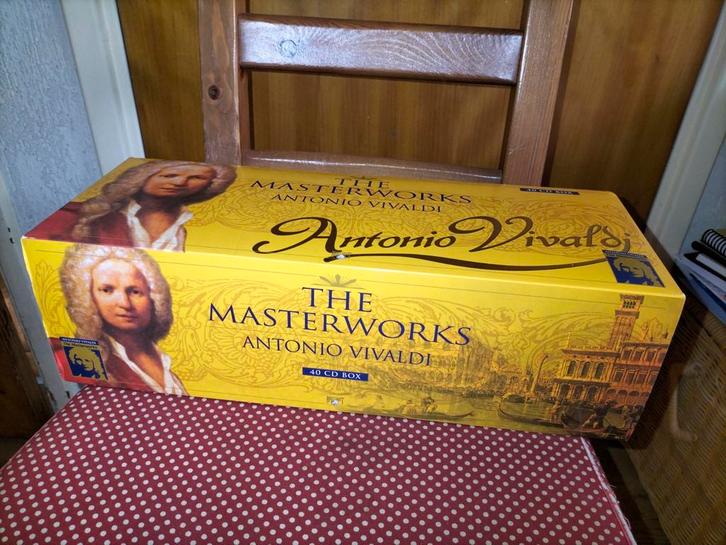 THE
MASTERWORKS
ANTONIO VIVALDI
40 CD BOX
Antonio Vivaldi
THE
MASTERWORKS
ANTONIO VIVALDI
40 CD BOX